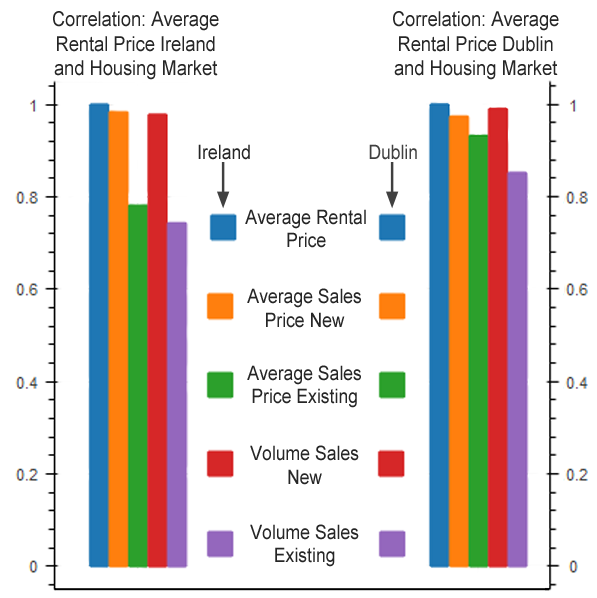 Correlation: Average
Rental Price Ireland
and Housing Market
Correlation: Average
Rental Price Dublin
and Housing Market
1
0.8
0.6
0.4
0.2
0
Ireland
Dublin
Average Rental
Price
Average Sales
Price New
Average Sales
Price Existing
Volume Sales
New
Volume Sales
Existing
1
0.8
0.6
0.4
0.2
0